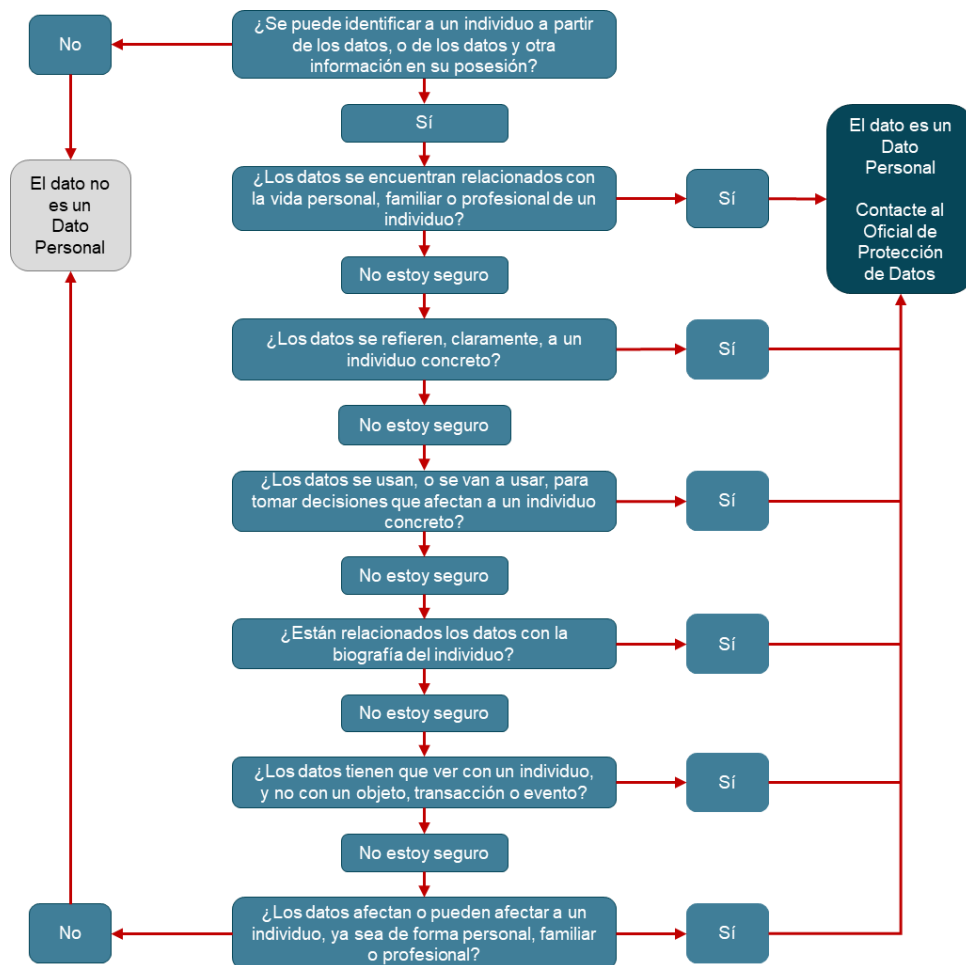 ¿Se puede identificar a un individuo a partir
de los datos, o de los datos y otra
información en su posesión?
No
Sí
El dato no
es un
Dato
Personal
¿Los datos se encuentran relacionados con
la vida personal, familiar o profesional de un
individuo?
Sí
El dato es un
Dato
Personal
Contacte al
Oficial de
Protección
de Datos
No estoy seguro
¿Los datos se refieren, claramente, a un
individuo concreto?
Sí
No estoy seguro
¿Los datos se usan, o se van a usar, para
tomar decisiones que afectan a un individuo
concreto?
Sí
No estoy seguro
¿Están relacionados los datos con la
biografía del individuo?
Sí
No estoy seguro
¿Los datos tienen que ver con un individuo,
y no con un objeto, transacción o evento?
Sí
No estoy seguro
¿Los datos afectan o pueden afectar a un
individuo, ya sea de forma personal, familiar
o profesional?
No
Sí